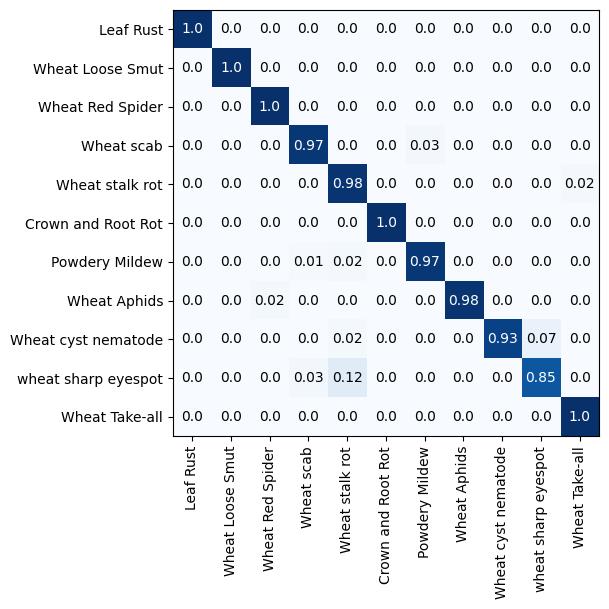 Leaf Rust 1.0 0.0 0.0 0.0 0.0 0.0 0.0 0.0 0.0 0.0 0.0
Wheat Loose Smut 0.0 1.0 0.0 0.0 0.0 0.0 0.0 0.0 0.0 0.0 0.0
Wheat Red Spider 0.0 0.0 1.0 0.0 0.0 0.0 0.0 0.0 0.0 0.0 0.0
Wheat scab 0.0 0.0 0.0 0.97 0.0 0.0 0.03 0.0 0.0 0.0 0.0
Wheat stalk rot 0.0 0.0 0.0 0.0 0.98 0.0 0.0 0.0 0.0 0.0 0.02
Crown and Root Rot 0.0 0.0 0.0 0.0 0.0 1.0 0.0 0.0 0.0 0.0 0.0
Powdery Mildew 0.0 0.0 0.0 0.01 0.02 0.0 0.97 0.0 0.0 0.0 0.0
Wheat Aphids 0.0 0.0 0.02 0.0 0.0 0.0 0.0 0.98 0.0 0.0 0.0
Wheat cyst nematode 0.0 0.0 0.0 0.0 0.02 0.0 0.0 0.0 0.93 0.07 0.0
wheat sharp eyespot 0.0 0.0 0.0 0.03 0.12 0.0 0.0 0.0 0.0 0.85 0.0
Wheat Take-all 0.0 0.0 0.0 0.0 0.0 0.0 0.0 0.0 0.0 0.0 1.0
Leaf Rust
Wheat Loose Smut
Wheat Red Spider
Wheat scab
Wheat stalk rot
Crown and Root Rot
Powdery Mildew
Wheat Aphids
Wheat cyst nematode
wheat sharp eyespot
Wheat Take-all